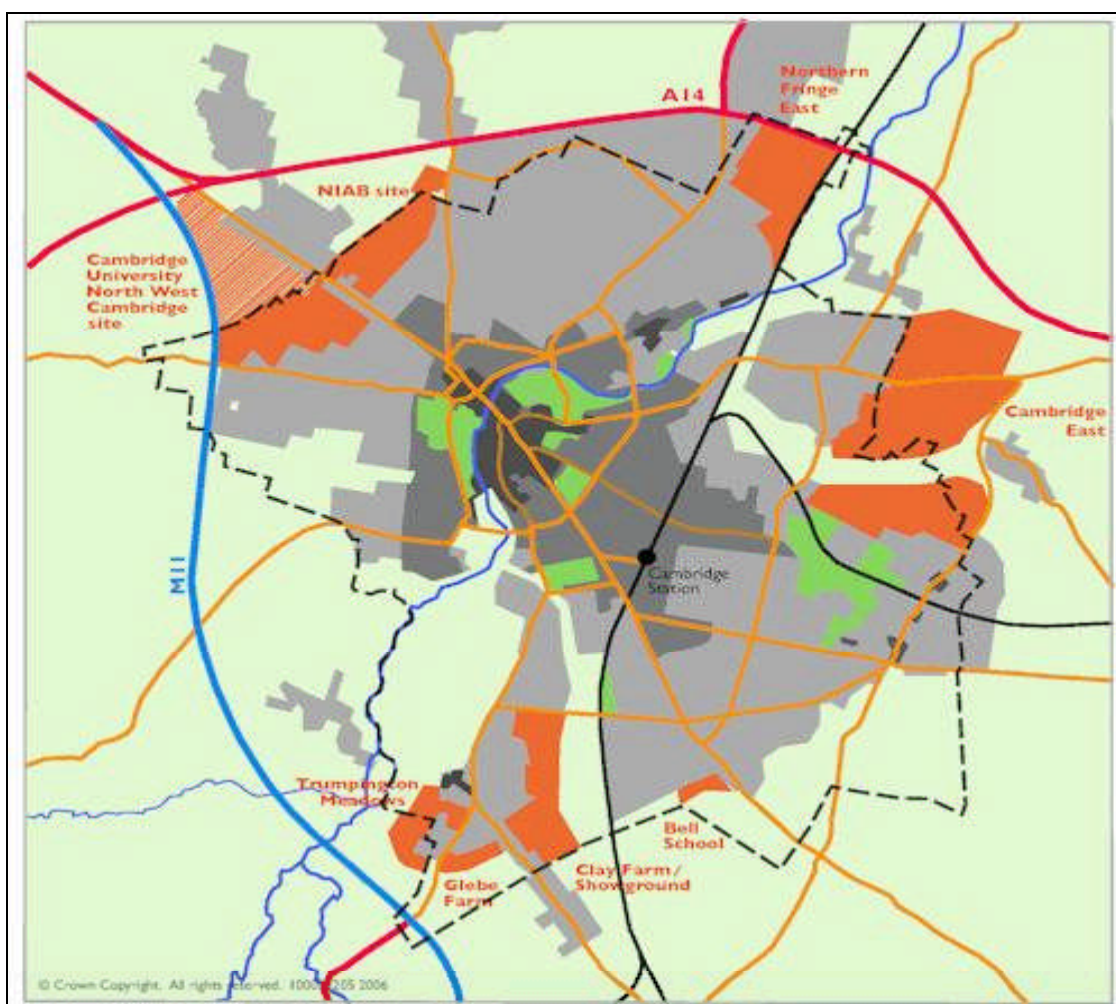 Northern
Fringe
East
A14
NIAB site
Cambridge
University
North West
Cambridge
site
Cambridge
East
M11
Cambridge
Station
Trumpington
Meadows
Bell
School
Clay Farm /
Showground
Glebe
Farm
© Crown Copyright. All rights reserved. 2006